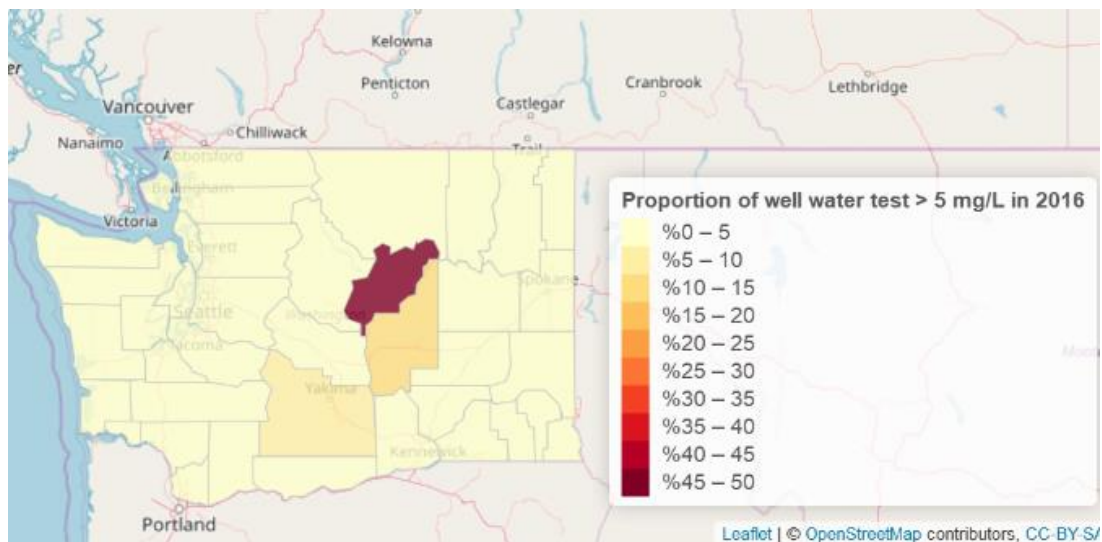 Kelowna
Penticton
Cranbrook
Lethbridge
Castlegar
Vancouver
Chilliwack
Nanaimo
Trail
Abbotsford
Bellingham
Victoria
Everett
Spokane
Seattle
Washington
Tacoma
Yakima
Kennewick
Portland
Proportion of well water test > 5 mg/L in 2016
%0 – 5
%5 – 10
%10 – 15
%15 – 20
%20 – 25
%25 – 30
%30 – 35
%35 – 40
%40 – 45
%45 – 50
Leaflet | © OpenStreetMap contributors, CC-BY-SA